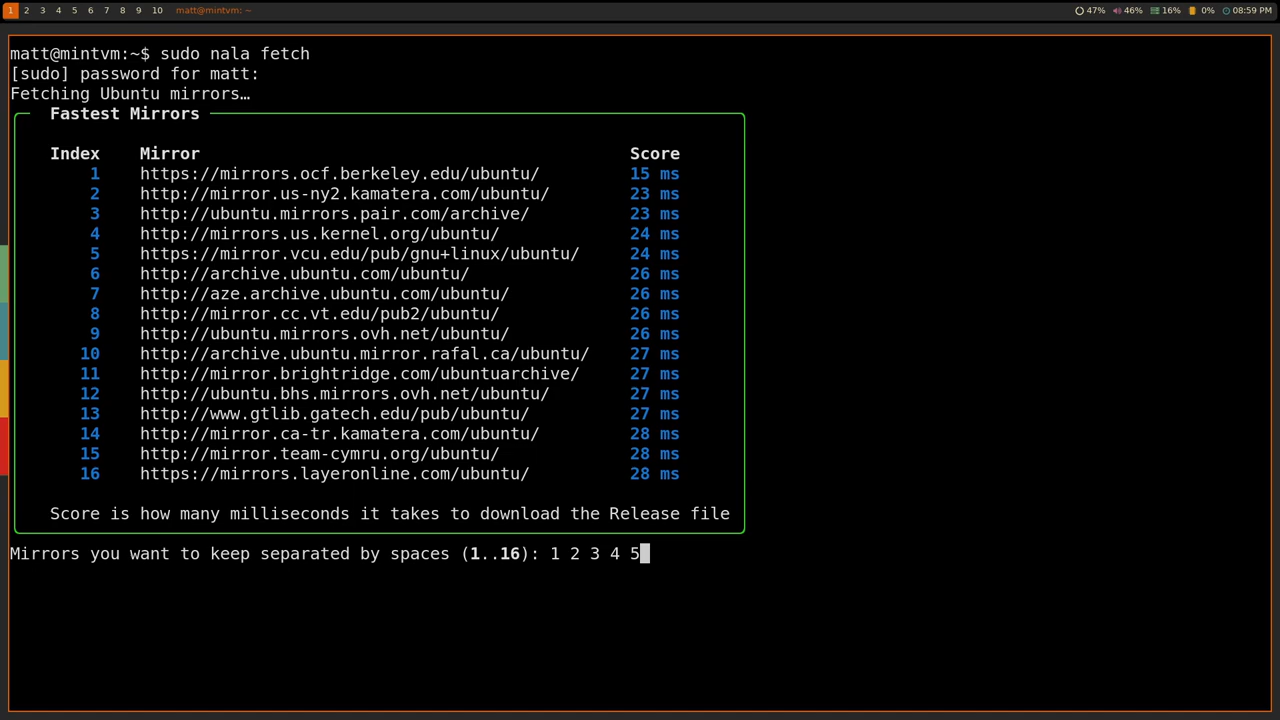 1 2 3 4 5 6 7 8 9 10 matt@mintvm: ~ 47% 46% 16% 0% 08:59 PM
matt@mintvm:~$ sudo nala fetch
[sudo] password for matt:
Fetching Ubuntu mirrors…
Fastest Mirrors
Index Mirror Score
1 https://mirrors.ocf.berkeley.edu/ubuntu/ 15 ms
2 http://mirror.us-ny2.kamatera.com/ubuntu/ 23 ms
3 http://ubuntu.mirrors.pair.com/archive/ 23 ms
4 http://mirrors.us.kernel.org/ubuntu/ 24 ms
5 https://mirror.vcu.edu/pub/gnu+linux/ubuntu/ 24 ms
6 http://archive.ubuntu.com/ubuntu/ 26 ms
7 http://aze.archive.ubuntu.com/ubuntu/ 26 ms
8 http://mirror.cc.vt.edu/pub2/ubuntu/ 26 ms
9 http://ubuntu.mirrors.ovh.net/ubuntu/ 26 ms
10 http://archive.ubuntu.mirror.rafal.ca/ubuntu/ 27 ms
11 http://mirror.brightridge.com/ubuntuarchive/ 27 ms
12 http://ubuntu.bhs.mirrors.ovh.net/ubuntu/ 27 ms
13 http://www.gtlib.gatech.edu/pub/ubuntu/ 27 ms
14 http://mirror.ca-tr.kamatera.com/ubuntu/ 28 ms
15 http://mirror.team-cymru.org/ubuntu/ 28 ms
16 https://mirrors.layeronline.com/ubuntu/ 28 ms
Score is how many milliseconds it takes to download the Release file
Mirrors you want to keep separated by spaces (1..16): 1 2 3 4 5